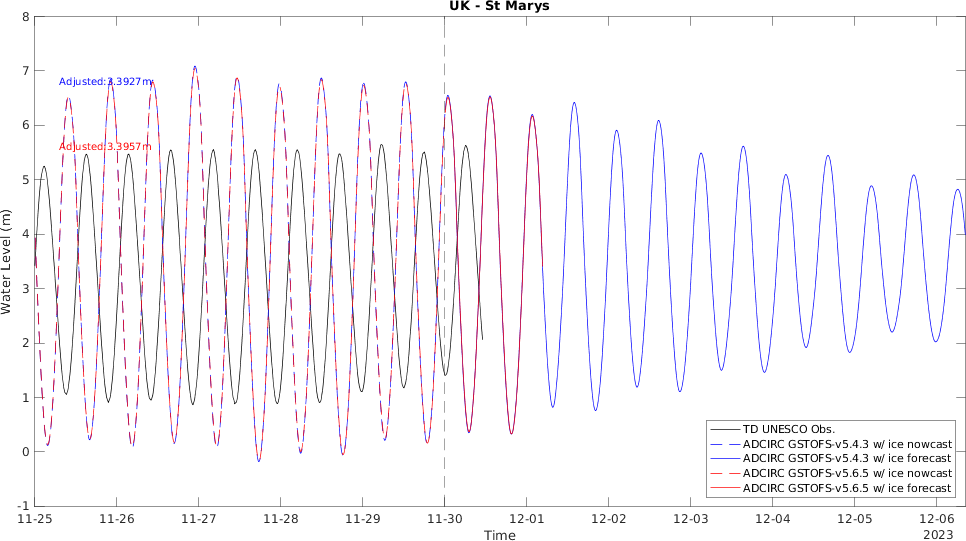 UK - St Marys
8
7
6
5
4
3
2
1
0
-1
Water Level (m)
Adjusted:3.3927m
Adjusted:3.3957m
TD UNESCO Obs.
ADCIRC GSTOFS-v5.4.3 w/ ice nowcast
ADCIRC GSTOFS-v5.4.3 w/ ice forecast
ADCIRC GSTOFS-v5.6.5 w/ ice nowcast
ADCIRC GSTOFS-v5.6.5 w/ ice forecast
11-25 11-26 11-27 11-28 11-29 11-30 12-01 12-02 12-03 12-04 12-05 12-06
Time
2023